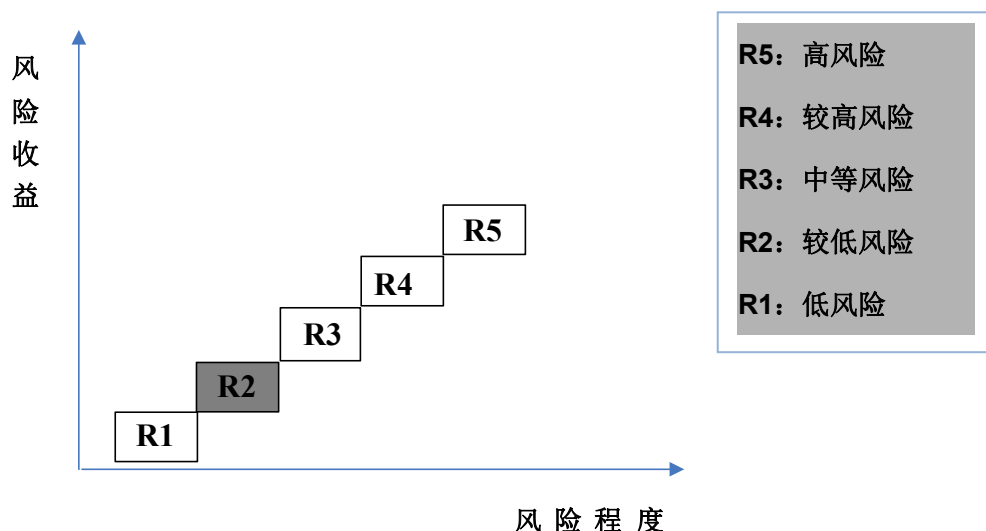 风险收益
R5：高风险
R4：较高风险
R3：中等风险
R2：较低风险
R1：低风险
R5
R4
R3
R2
R1
风 险 程 度